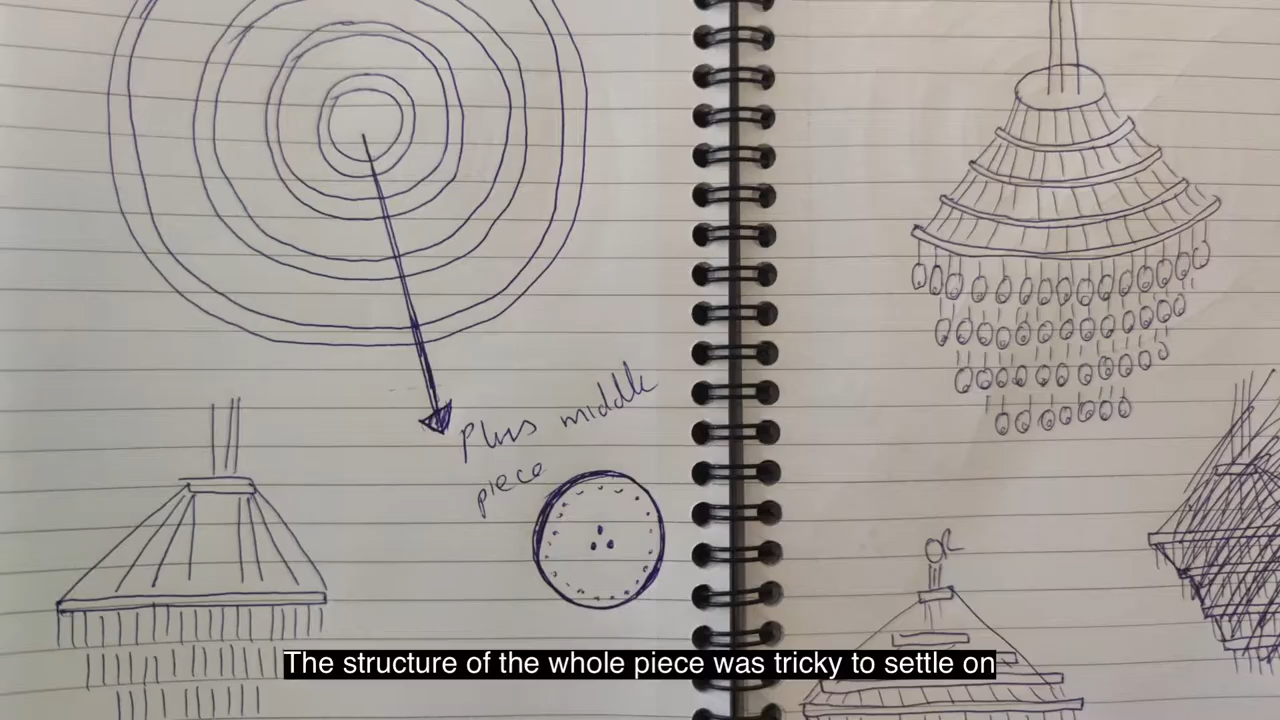 Plus middle
piece
OR
The structure of the whole piece was tricky to settle on